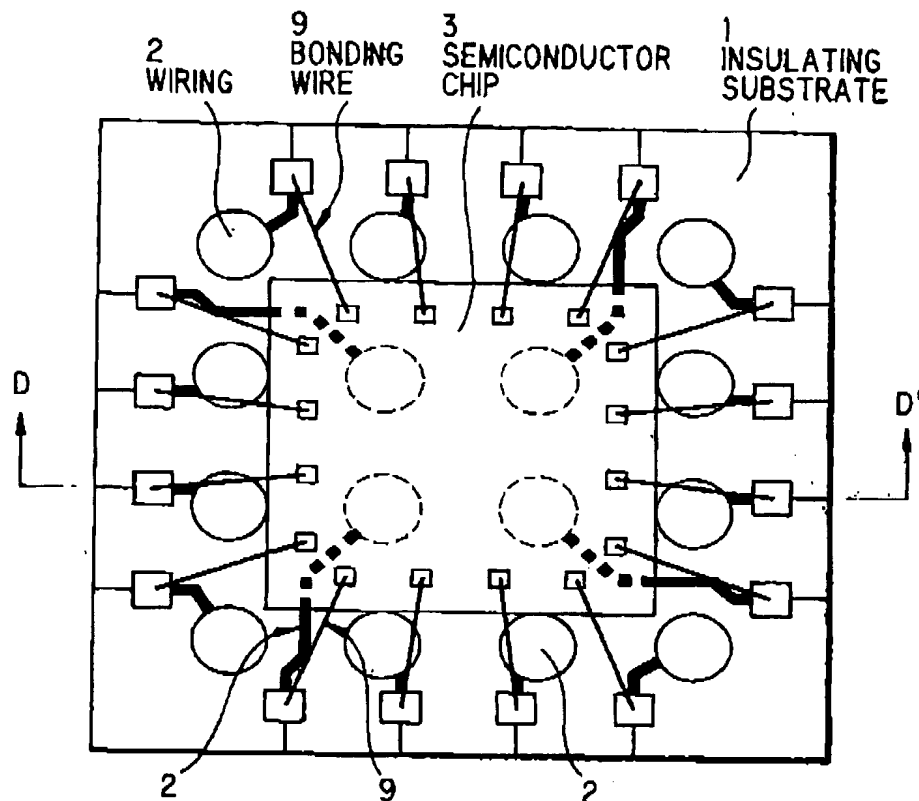 2
WIRING
9
BONDING
WIRE
3
SEMICONDUCTOR
CHIP
1
INSULATING
SUBSTRATE
D
D'
2
9
2